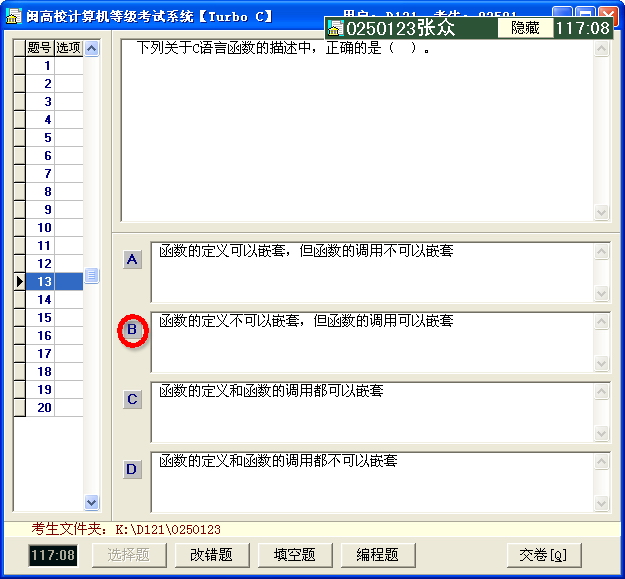 闽高校计算机等级考试系统【Turbo C】
0250123张众 隐藏 117:08
题号 选项
1
2
3
4
5
6
7
8
9
10
11
12
13
14
15
16
17
18
19
20
下列关于C语言函数的描述中，正确的是（ ）。
A 函数的定义可以嵌套，但函数的调用不可以嵌套
B 函数的定义不可以嵌套，但函数的调用可以嵌套
C 函数的定义和函数的调用都可以嵌套
D 函数的定义和函数的调用都不可以嵌套
考生文件夹：K:\D121\0250123
117:08 选择题 改错题 填空题 编程题 交卷[Q]